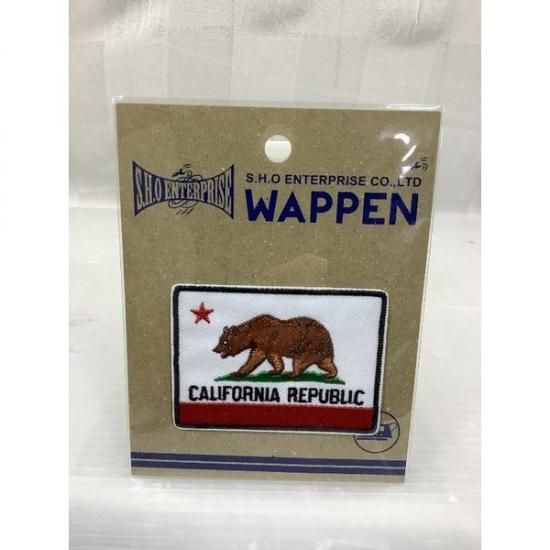 S.H.O ENTERPRISE
S.H.O ENTERPRISE CO.,LTD
WAPPEN
CALIFORNIA REPUBLIC